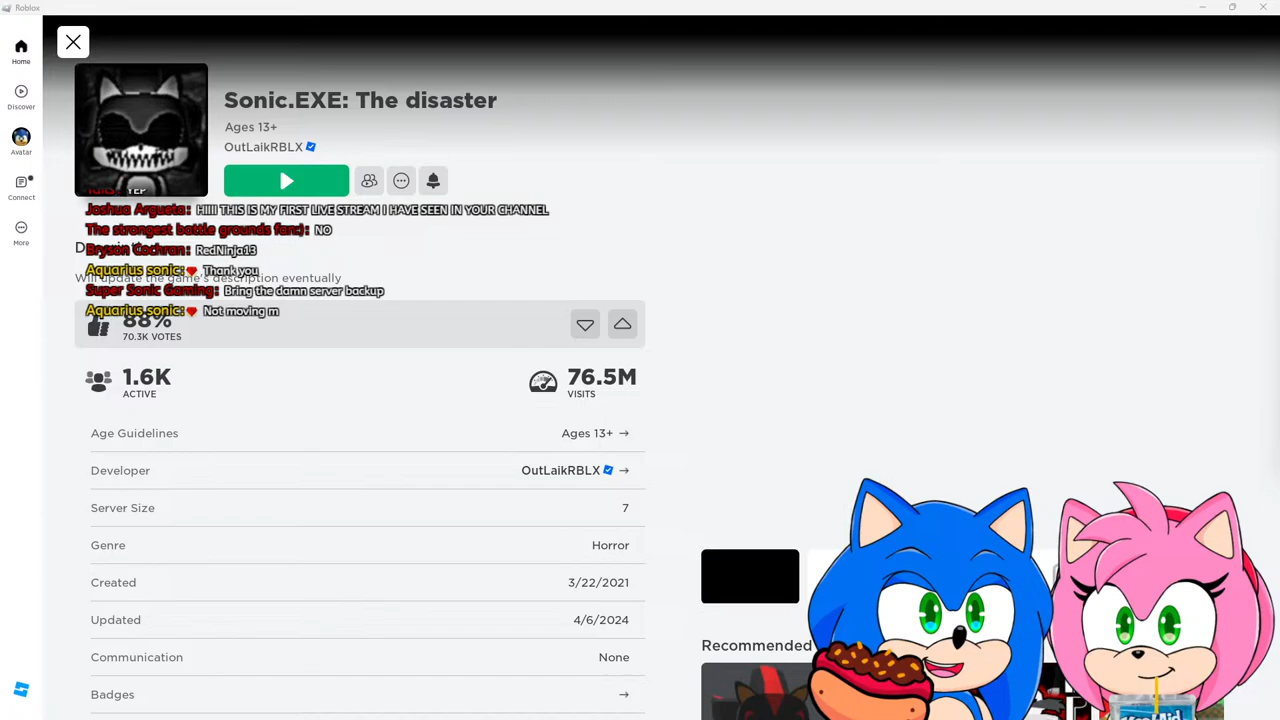 Roblox
Home
Sonic.EXE: The disaster
Ages 13+
Discover
OutLaikRBLX
Avatar
YEP
Connect
Joshua Argueta: HIIII THIS IS MY FIRST LIVE STREAM I HAVE SEEN IN YOUR CHANNEL
The strongest battle grounds fan:): NO
More
Bryson Cochran: RedNinja13
Aquarius sonic: Thank you
Will update the game's description eventually
Super Sonic Gaming: Bring the damn server backup
Aquarius sonic: Not moving m
88%
70.3K VOTES
1.6K
ACTIVE
76.5M
VISITS
Age Guidelines Ages 13+ →
Developer OutLaikRBLX →
Server Size 7
Genre Horror
Created 3/22/2021
Updated 4/6/2024
Communication None
Badges →
Recommended